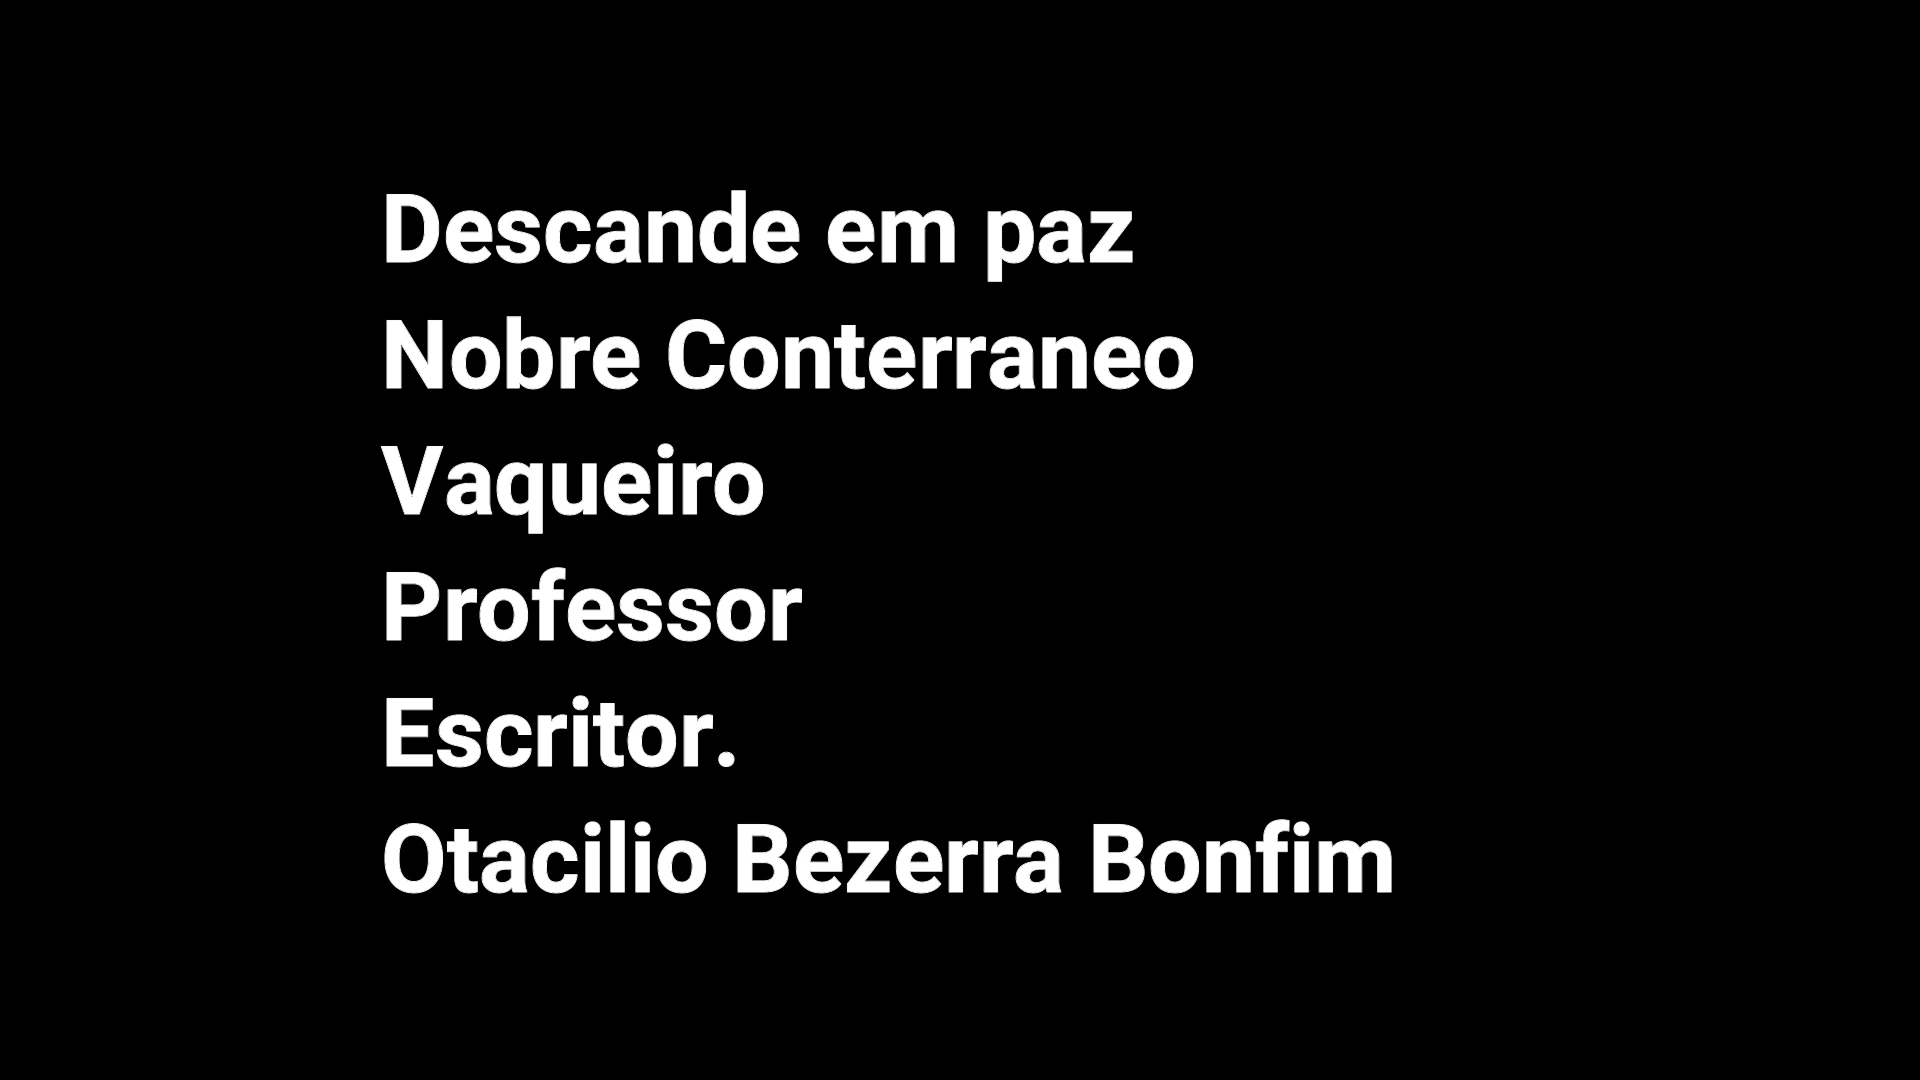 Descande em paz
Nobre Conterraneo
Vaqueiro
Professor
Escritor.
Otacilio Bezerra Bonfim